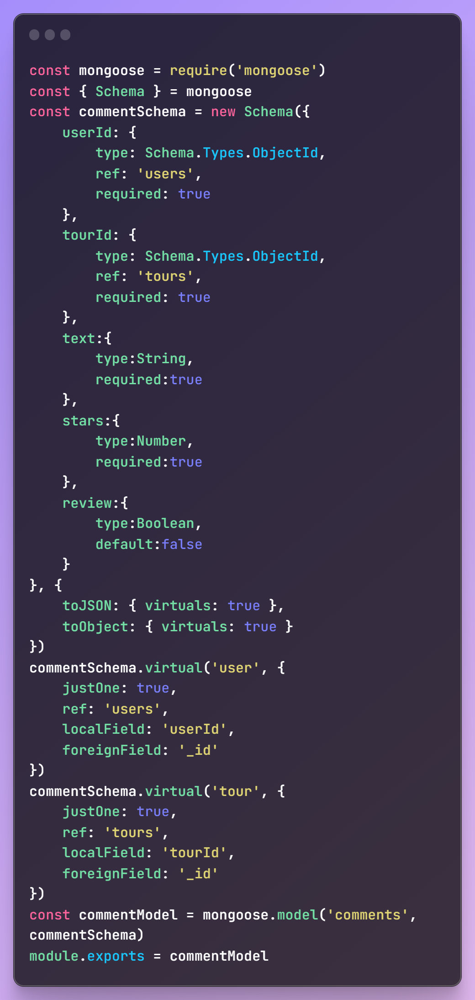 const mongoose = require('mongoose')
const { Schema } = mongoose
const commentSchema = new Schema({
    userId: {
        type: Schema.Types.ObjectId,
        ref: 'users',
        required: true
    },
    tourId: {
        type: Schema.Types.ObjectId,
        ref: 'tours',
        required: true
    },
    text:{
        type:String,
        required:true
    },
    stars:{
        type:Number,
        required:true
    },
    review:{
        type:Boolean,
        default:false
    }
}, {
    toJSON: { virtuals: true },
    toObject: { virtuals: true }
})
commentSchema.virtual('user', {
    justOne: true,
    ref: 'users',
    localField: 'userId',
    foreignField: '_id'
})
commentSchema.virtual('tour', {
    justOne: true,
    ref: 'tours',
    localField: 'tourId',
    foreignField: '_id'
})
const commentModel = mongoose.model('comments',
commentSchema)
module.exports = commentModel